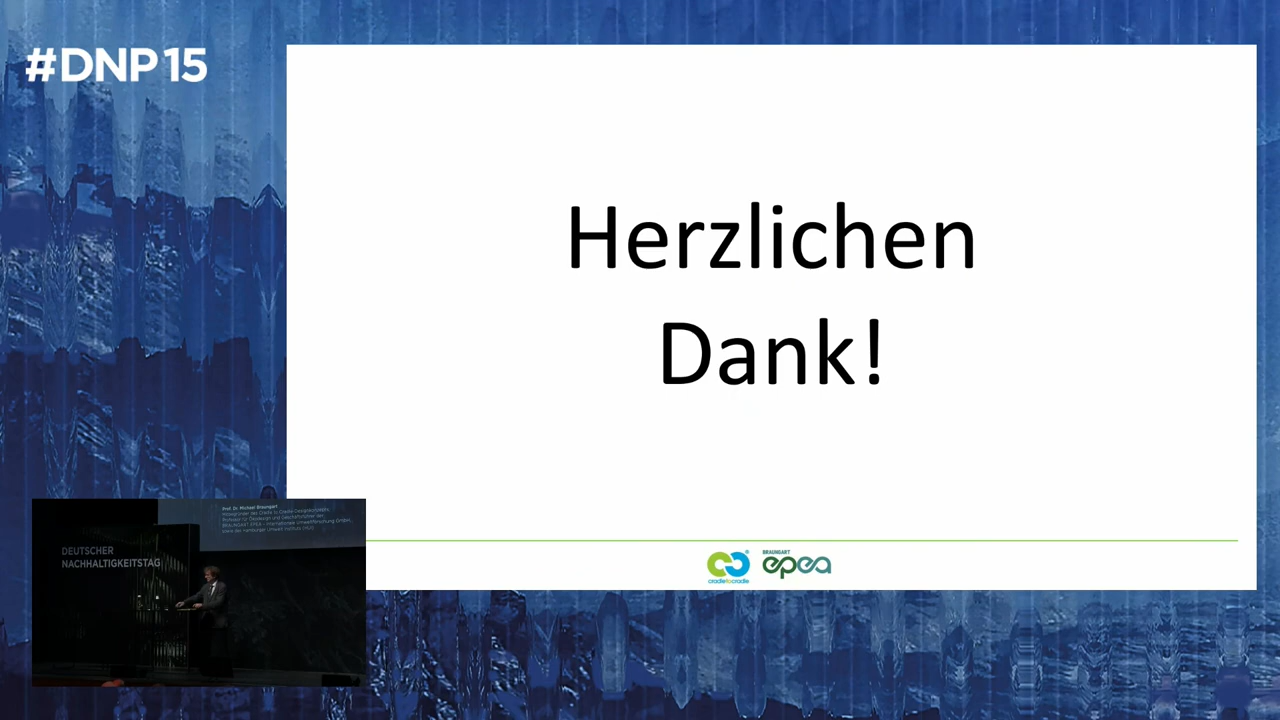 #DNP15
Herzlichen
Dank!
cradletocradle
BRAUNGART
epea
Prof. Dr. Michael Braungart
DEUTSCHER
NACHHALTIGKEITSTAG